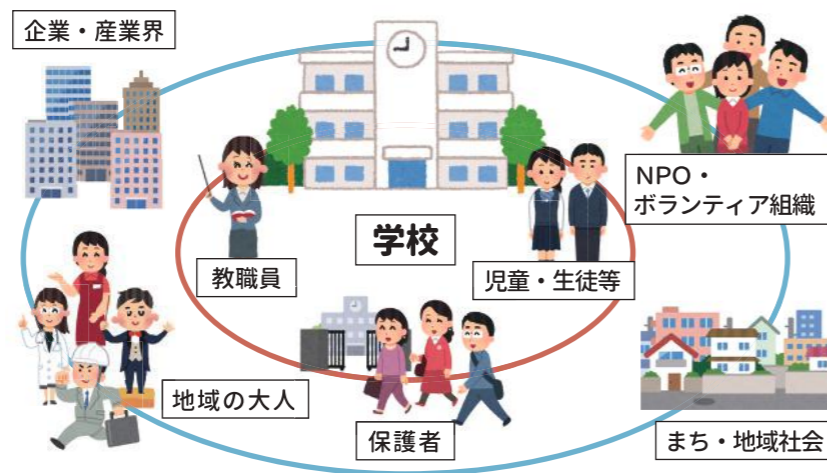 企業・産業界
NPO・
ボランティア組織
学校
教職員
児童・生徒等
地域の大人
保護者
まち・地域社会